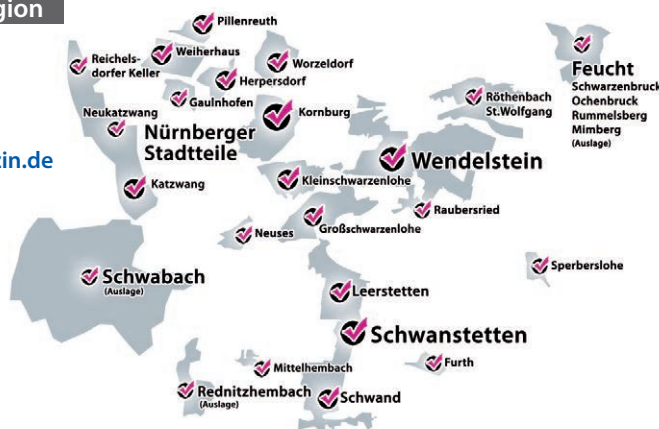 gion
Pillenreuth
Reichels-
dorfer Keller
Weiherhaus
Worzeldorf
Herpersdorf
Feucht
Schwarzenbruck
Ochenbruck
Rummelsberg
Mimberg
(Auslage)
Gaulnhofen
Röthenbach
St.Wolfgang
Neukatzwang
Kornburg
Nürnberger
Stadtteile
tin.de
Wendelstein
Katzwang
Kleinschwarzenlohe
Raubersried
Großschwarzenlohe
Neuses
Schwabach
(Auslage)
Sperberslohe
Leerstetten
Schwanstetten
Mittelhembach
Furth
Rednitzhembach
(Auslage)
Schwand